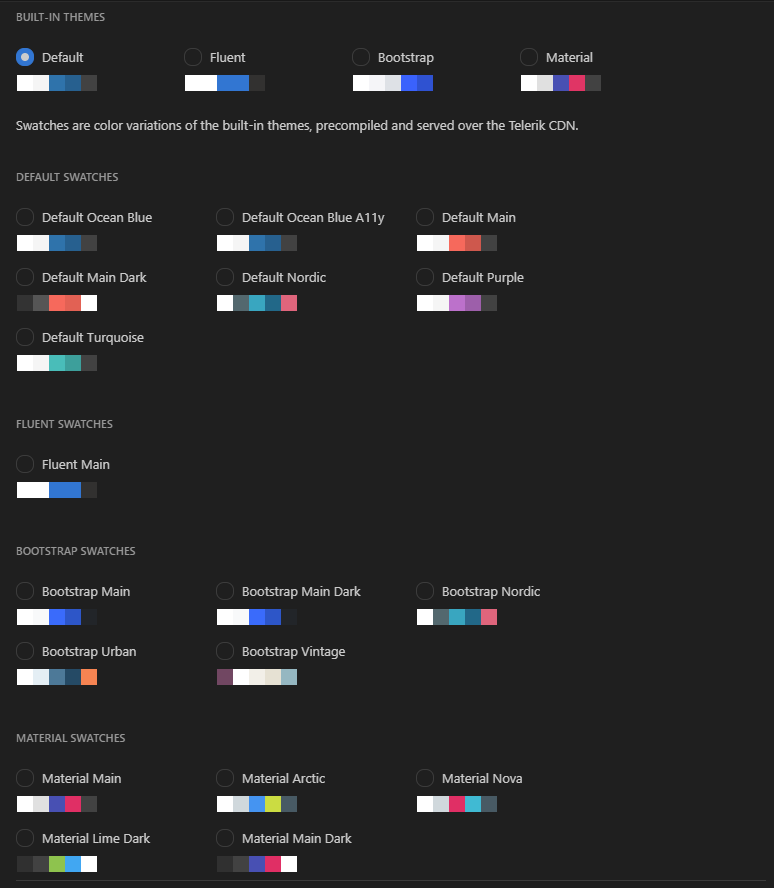 BUILT-IN THEMES
Default Fluent Bootstrap Material
Swatches are color variations of the built-in themes, precompiled and served over the Telerik CDN.
DEFAULT SWATCHES
Default Ocean Blue Default Ocean Blue A11y Default Main
Default Main Dark Default Nordic Default Purple
Default Turquoise
FLUENT SWATCHES
Fluent Main
BOOTSTRAP SWATCHES
Bootstrap Main Bootstrap Main Dark Bootstrap Nordic
Bootstrap Urban Bootstrap Vintage
MATERIAL SWATCHES
Material Main Material Arctic Material Nova
Material Lime Dark Material Main Dark